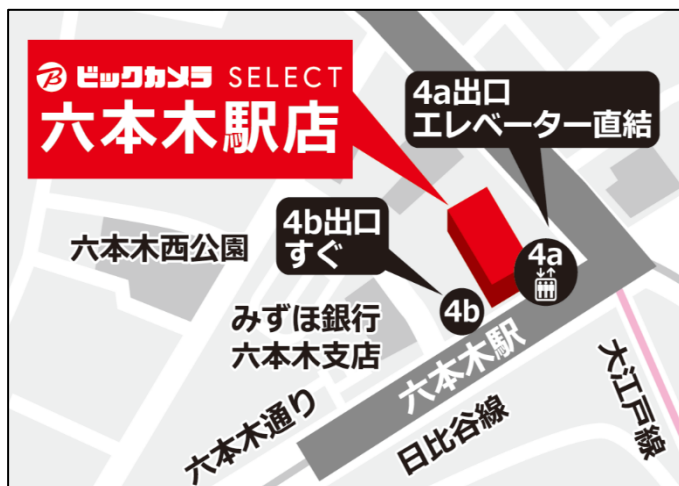 ビックカメラ SELECT
六本木駅店
4a出口
エレベーター直結
4b出口
すぐ
六本木西公園
4a
4b
みずほ銀行
六本木支店
六本木駅
六本木通り
日比谷線
大江戸線